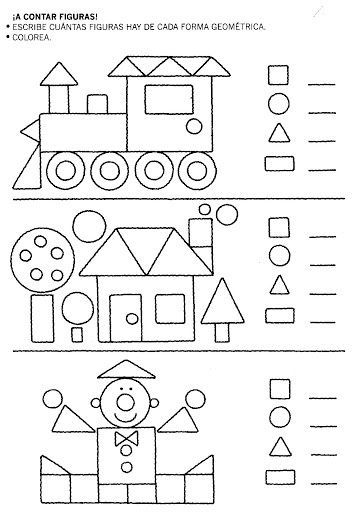 ¡A CONTAR FIGURAS!
• ESCRIBE CUÁNTAS FIGURAS HAY DE CADA FORMA GEOMÉTRICA.
• COLOREA.